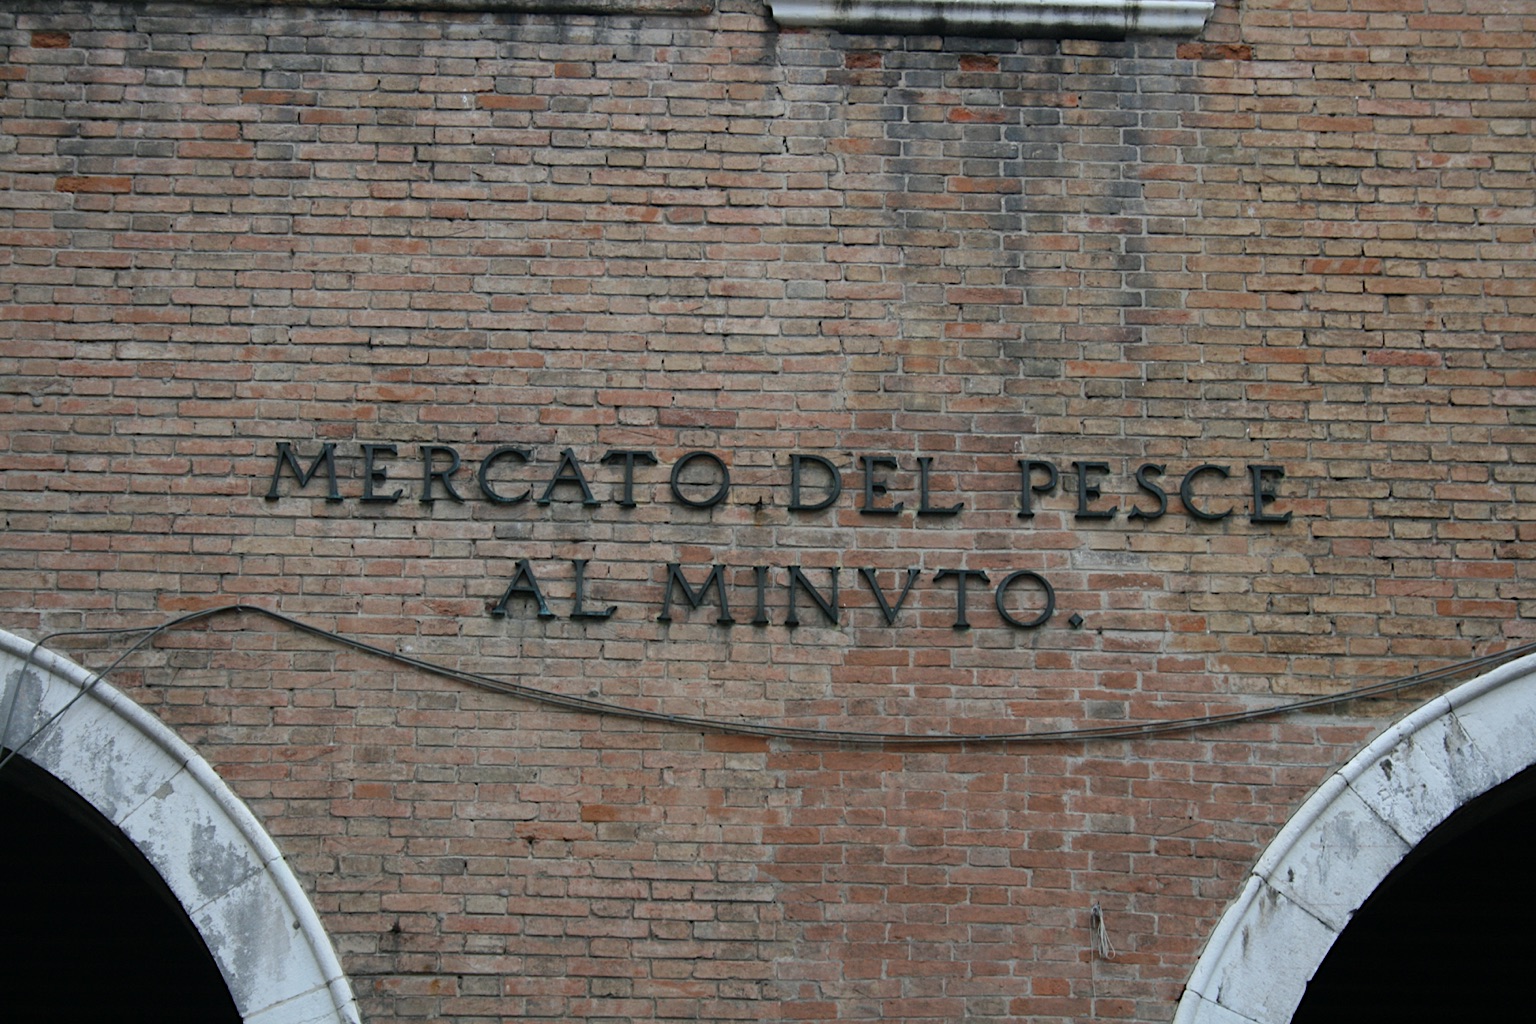 MERCATO DEL PESCE
AL MINVTO.